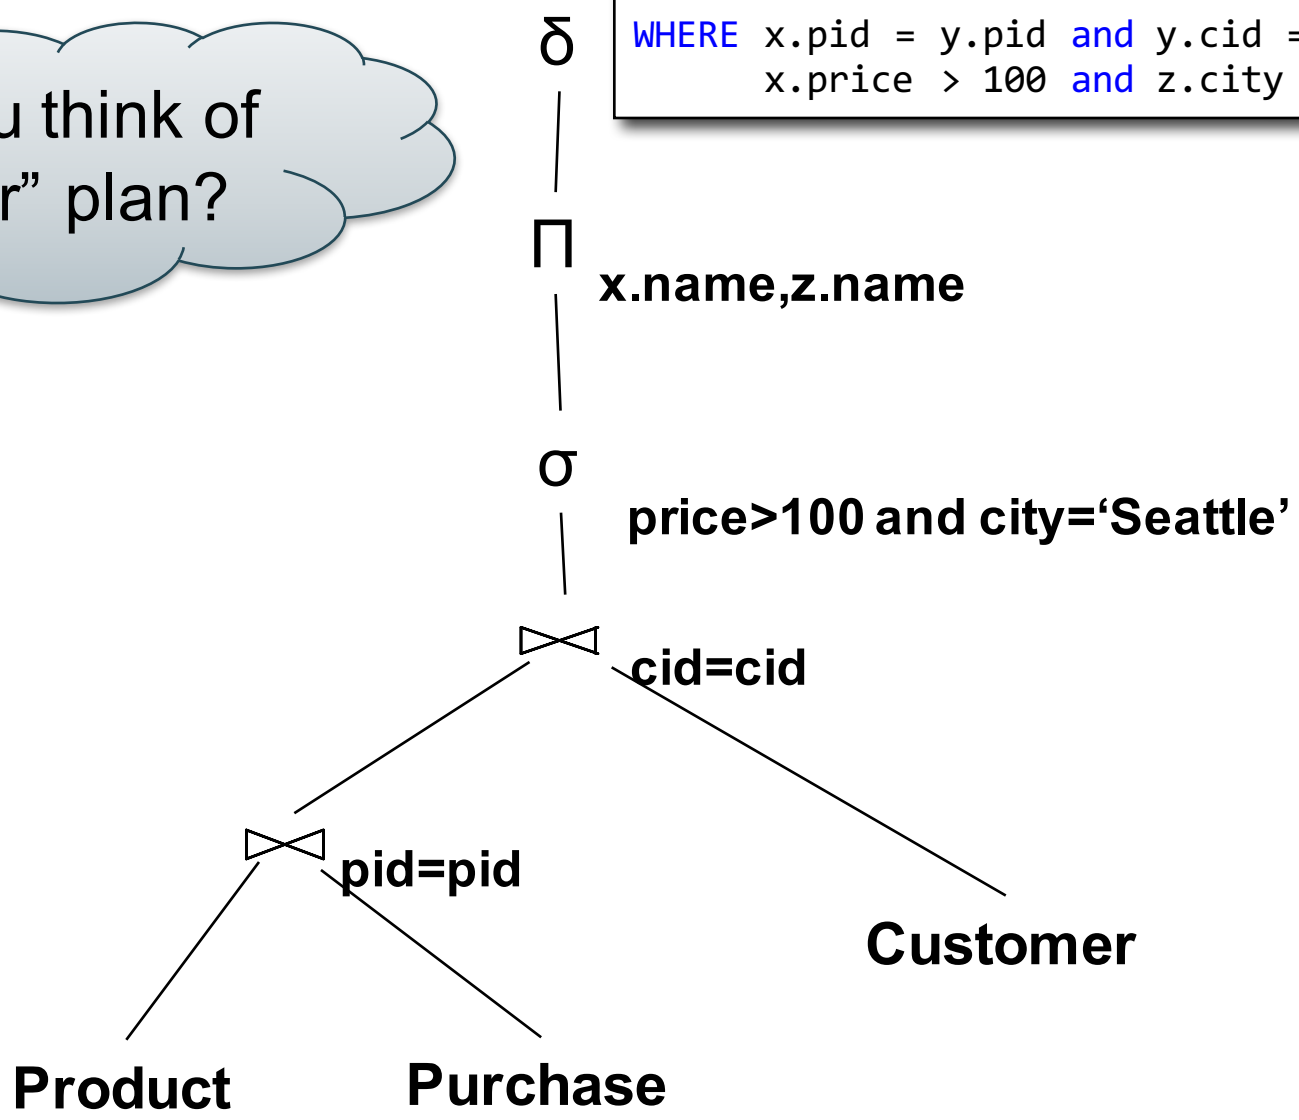 δ
WHERE x.pid = y.pid and y.cid =
x.price > 100 and z.city
think of
plan?
Π
x.name,z.name
σ
price>100 and city=‘Seattle’
cid=cid
pid=pid
Customer
Product
Purchase